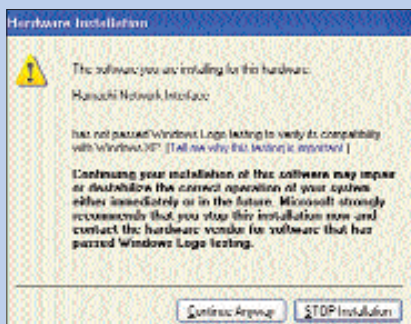 Hardware Installation
The software you are installing for this hardware:
Hamachi Network Interface
has not passed Windows Logo testing to verify its compatibility
with Windows XP. (Tell me why this testing is important.)
Continuing your installation of this software may impair
or destabilize the correct operation of your system
either immediately or in the future. Microsoft strongly
recommends that you stop this installation now and
contact the hardware vendor for software that has
passed Windows Logo testing.
Continue Anyway
STOP Installation